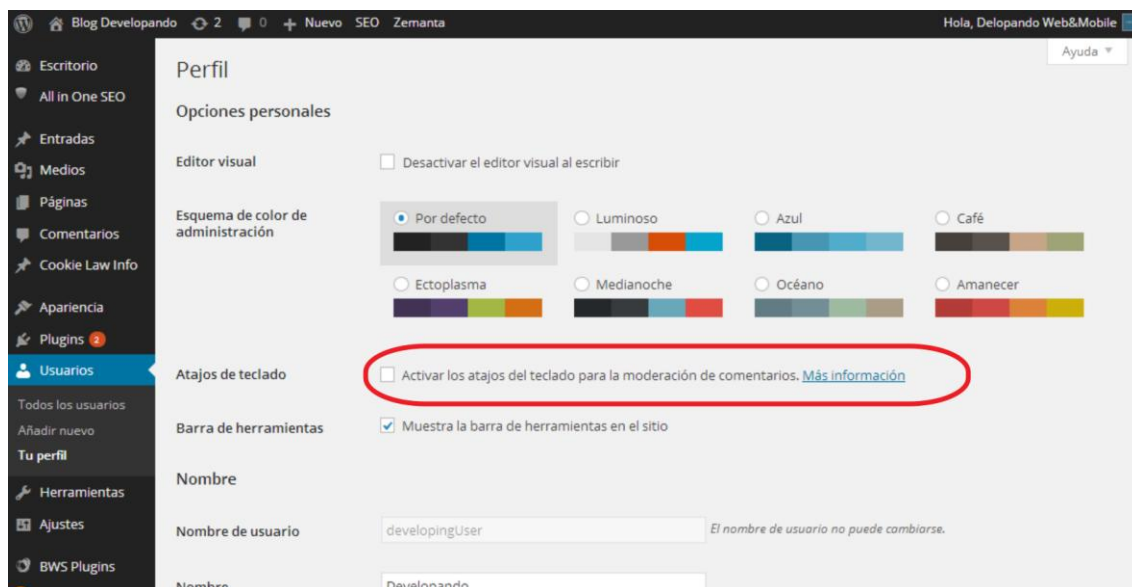 Blog Developando 2 0 + Nuevo SEO Zemanta Hola, Delopando Web&Mobile
Ayuda
Escritorio
All in One SEO
Entradas
Medios
Páginas
Comentarios
Cookie Law Info
Apariencia
Plugins 2
Usuarios
Todos los usuarios
Añadir nuevo
Tu perfil
Herramientas
Ajustes
BWS Plugins
Perfil
Opciones personales
Editor visual Desactivar el editor visual al escribir
Esquema de color de
administración
Por defecto Luminoso Azul Café
Ectoplasma Medianoche Océano Amanecer
Atajos de teclado Activar los atajos del teclado para la moderación de comentarios. Más información
Barra de herramientas Muestra la barra de herramientas en el sitio
Nombre
Nombre de usuario developingUser El nombre de usuario no puede cambiarse.
Nombre Developando